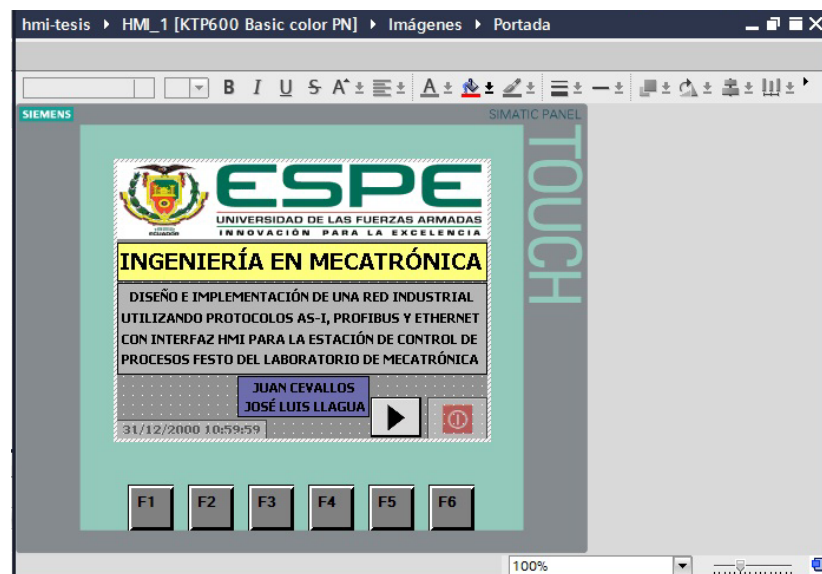 hmi-tesis ▸ HMI_1 [KTP600 Basic color PN] ▸ Imágenes ▸ Portada
B I U S A A
SIEMENS
SIMATIC PANEL
TOUCH
ECUADOR
ESPE
UNIVERSIDAD DE LAS FUERZAS ARMADAS
INNOVACIÓN PARA LA EXCELENCIA
INGENIERÍA EN MECATRÓNICA
DISEÑO E IMPLEMENTACIÓN DE UNA RED INDUSTRIAL
UTILIZANDO PROTOCOLOS AS-I, PROFIBUS Y ETHERNET
CON INTERFAZ HMI PARA LA ESTACIÓN DE CONTROL DE
PROCESOS FESTO DEL LABORATORIO DE MECATRÓNICA
JUAN CEVALLOS
JOSÉ LUIS LLAGUA
31/12/2000 10:59:59
F1 F2 F3 F4 F5 F6
100%